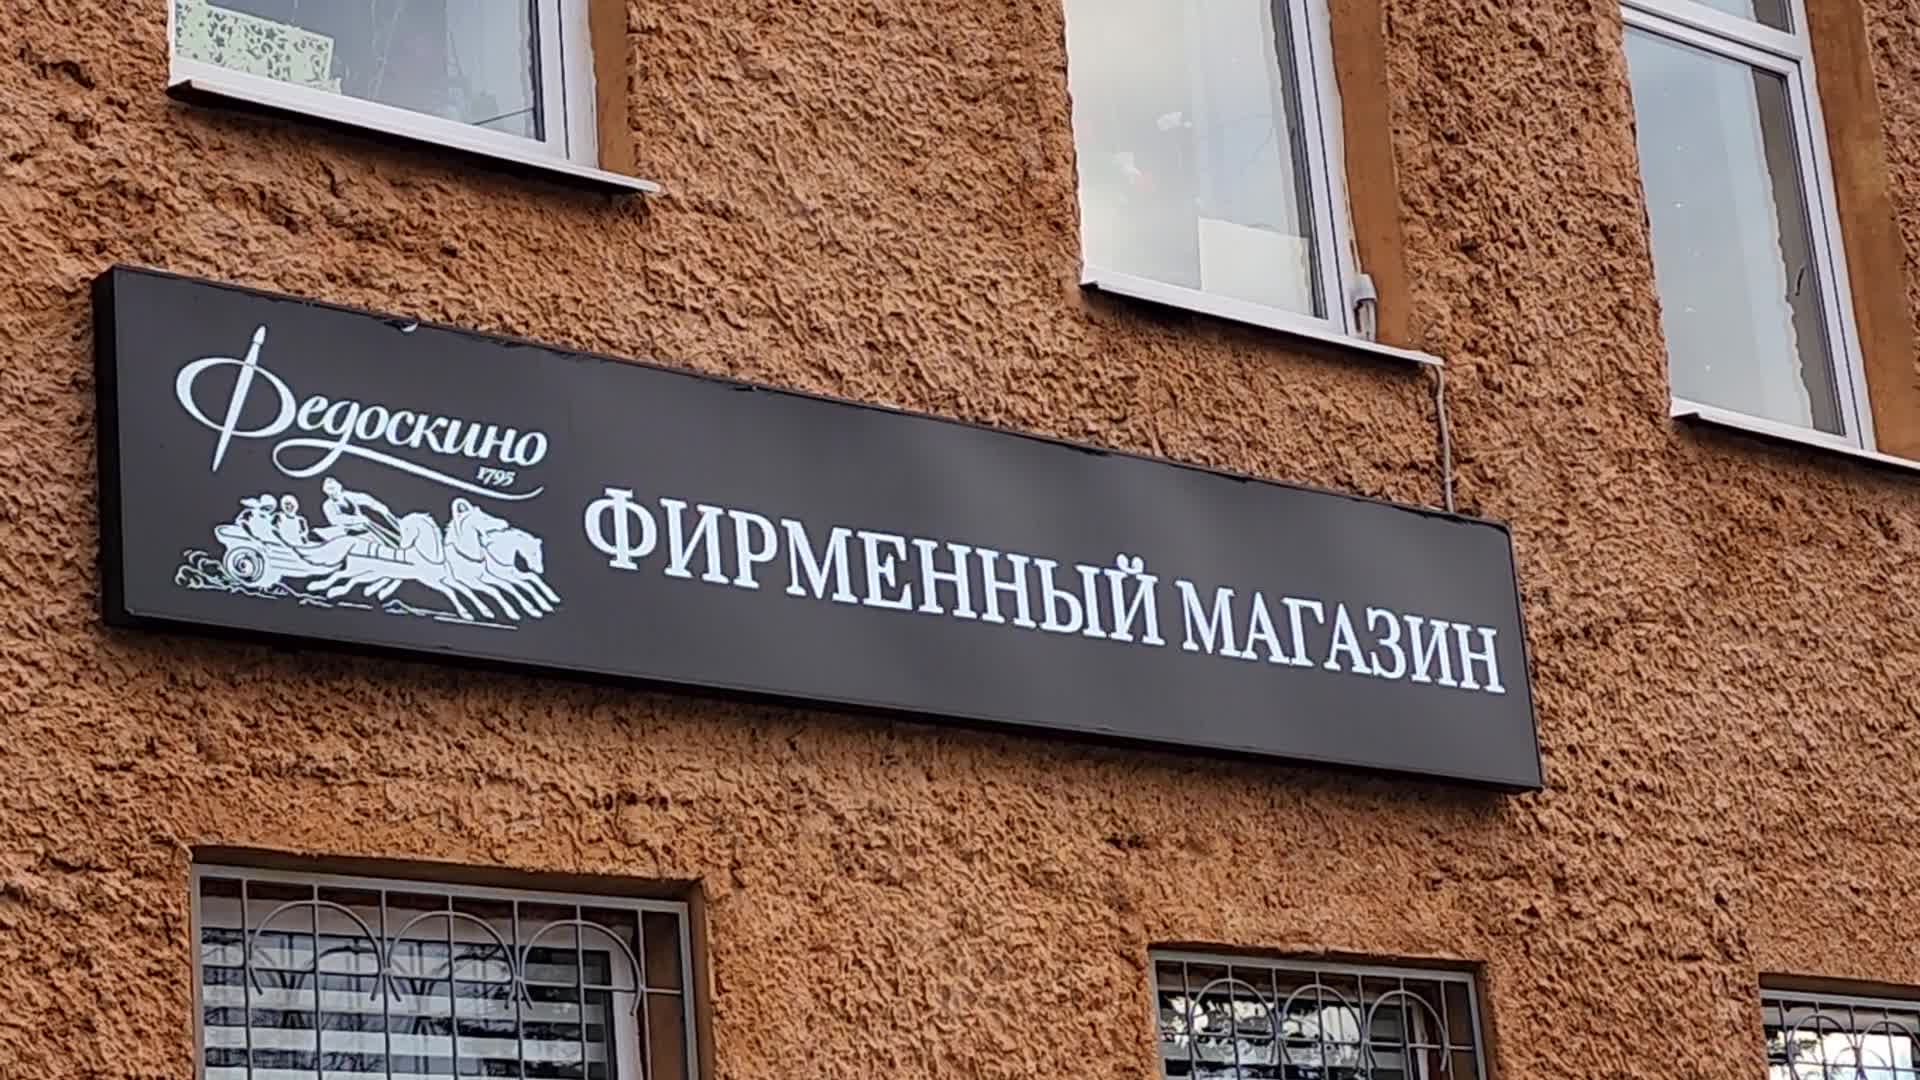 Федоскино
1795
ФИРМЕННЫЙ МАГАЗИН